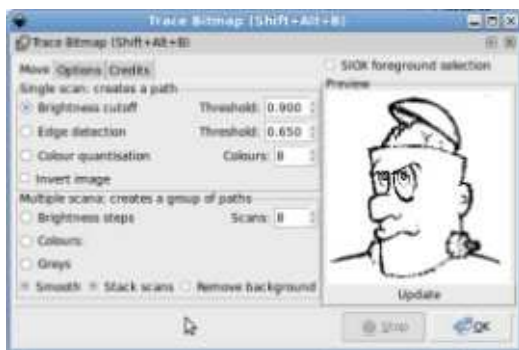 Trace Bitmap (Shift+Alt+B)
Trace Bitmap (Shift+Alt+B)
Move Options Credits
SIOX foreground selection
Single scan: creates a path
Preview
Brightness cutoff Threshold: 0.900
Edge detection Threshold: 0.650
Colour quantisation Colours: 8
Invert image
Multiple scans: creates a group of paths
Brightness steps Scans: 8
Colours
Greys
Smooth Stack scans Remove background
Update
Stop OK